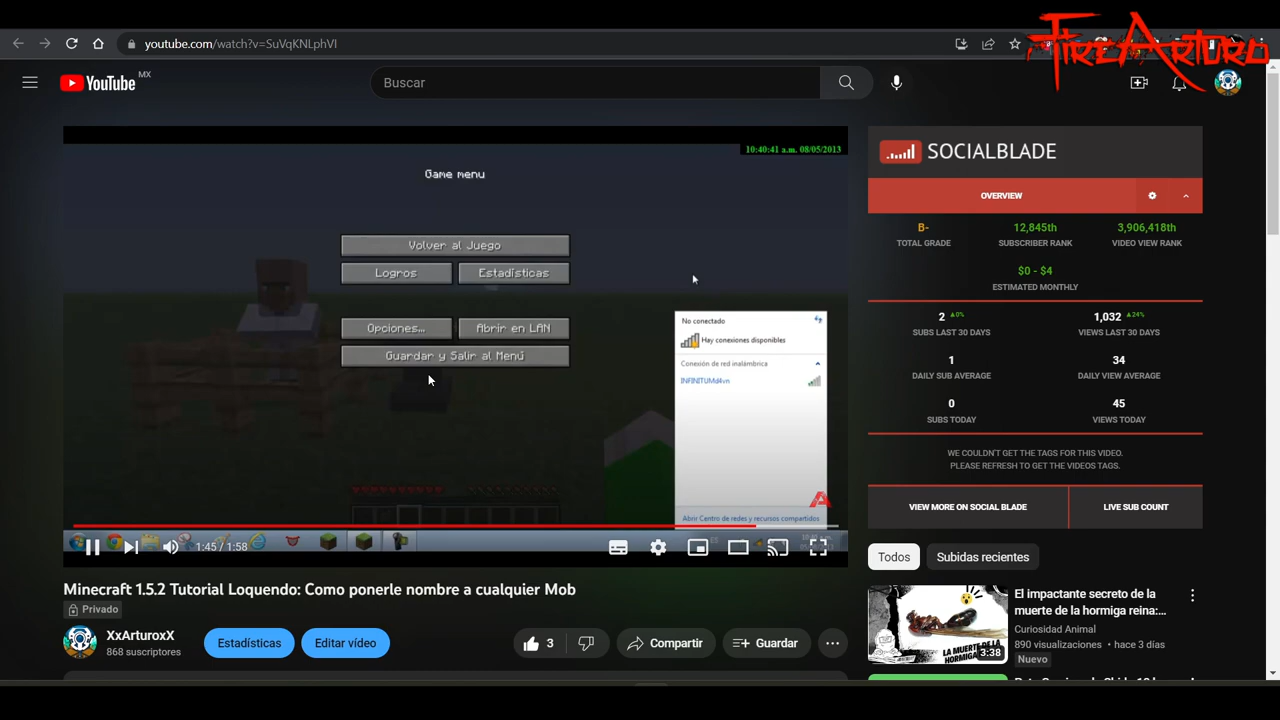 FireArturo
youtube.com/watch?v=SuVqKNLphVI
YouTube MX
Buscar
10:40:41 a.m. 08/05/2013
Game menu
Volver al Juego
Logros
Estadísticas
Opciones...
Abrir en LAN
Guardar y Salir al Menú
No conectado
Hay conexiones disponibles
Conexión de red inalámbrica
INFINITUMd4vn
Abrir Centro de redes y recursos compartidos
1:45 / 1:58
Minecraft 1.5.2 Tutorial Loquendo: Como ponerle nombre a cualquier Mob
Privado
XxArturoxX
868 suscriptores
Estadísticas
Editar vídeo
3
Compartir
Guardar
SOCIALBLADE
OVERVIEW
B-
TOTAL GRADE
12,845th
SUBSCRIBER RANK
3,906,418th
VIDEO VIEW RANK
$0 - $4
ESTIMATED MONTHLY
2 ▲0%
SUBS LAST 30 DAYS
1,032 ▲24%
VIEWS LAST 30 DAYS
1
DAILY SUB AVERAGE
34
DAILY VIEW AVERAGE
0
SUBS TODAY
45
VIEWS TODAY
WE COULDN'T GET THE TAGS FOR THIS VIDEO.
PLEASE REFRESH TO GET THE VIDEOS TAGS.
VIEW MORE ON SOCIAL BLADE
LIVE SUB COUNT
Todos
Subidas recientes
LA MUERTE DE LA HORMIGA
3:38
El impactante secreto de la
muerte de la hormiga reina:...
Curiosidad Animal
890 visualizaciones • hace 3 días
Nuevo